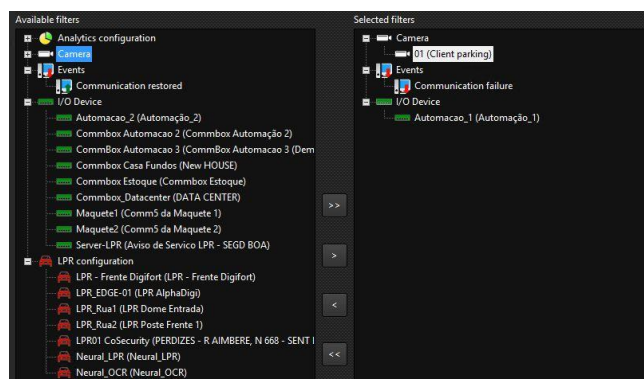 Available filters
Analytics configuration
Camera
Events
Communication restored
I/O Device
Automacao_2 (Automação_2)
Commbox Automacao 2 (Commbox Automação 2)
CommBox Automacao 3 (CommBox Automacao 3 (Dem
Commbox Casa Fundos (New HOUSE)
Commbox Estoque (Commbox Estoque)
Commbox_Datacenter (DATA CENTER)
Maquete1 (Comm5 da Maquete 1)
Maquete2 (Comm5 da Maquete 2)
Server-LPR (Aviso de Servico LPR - SEGD BOA)
LPR configuration
LPR - Frente Digifort (LPR - Frente Digifort)
LPR_EDGE-01 (LPR AlphaDigi)
LPR_Rua1 (LPR Dome Entrada)
LPR_Rua2 (LPR Poste Frente 1)
LPR01 CoSecurity (PERDIZES - R AIMBERE, N 668 - SENT I
Neural_LPR (Neural_LPR)
Neural_OCR (Neural_OCR)
>>
>
<
<<
Selected filters
Camera
01 (Client parking)
Events
Communication failure
I/O Device
Automacao_1 (Automação_1)